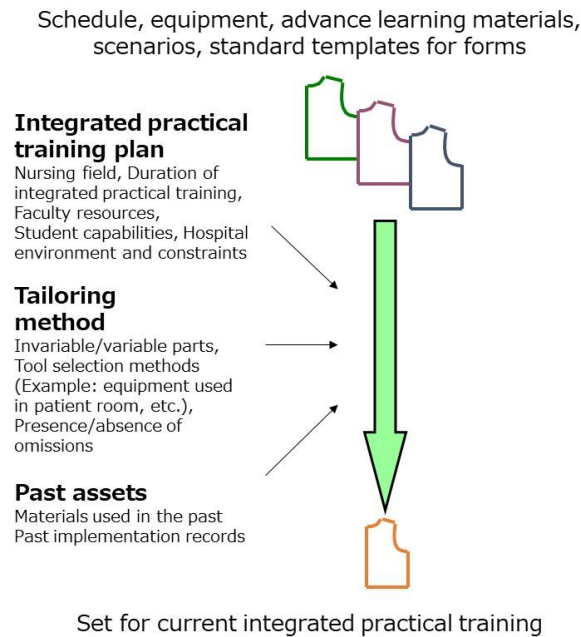 Schedule, equipment, advance learning materials,
scenarios, standard templates for forms
Integrated practical
training plan
Nursing field, Duration of
integrated practical training,
Faculty resources,
Student capabilities, Hospital
environment and constraints
Tailoring
method
Invariable/variable parts,
Tool selection methods
(Example: equipment used
in patient room, etc.),
Presence/absence of
omissions
Past assets
Materials used in the past
Past implementation records
Set for current integrated practical training